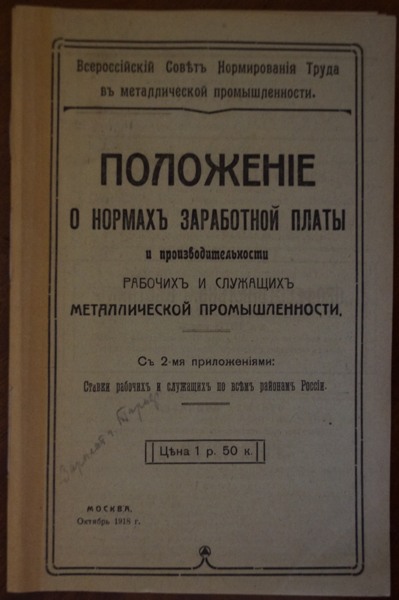 Всероссійскій Совѣтъ Нормированія Труда
въ металлической промышленности.
ПОЛОЖЕНІЕ
О НОРМАХЪ ЗАРАБОТНОЙ ПЛАТЫ
и производительности
РАБОЧИХЪ И СЛУЖАЩИХЪ
МЕТАЛЛИЧЕСКОЙ ПРОМЫШЛЕННОСТИ.
Съ 2-мя приложеніями:
Ставки рабочихъ и служащихъ по всѣмъ районамъ Россіи.
Цѣна 1 р. 50 к.
МОСКВА.
Октябрь 1918 г.